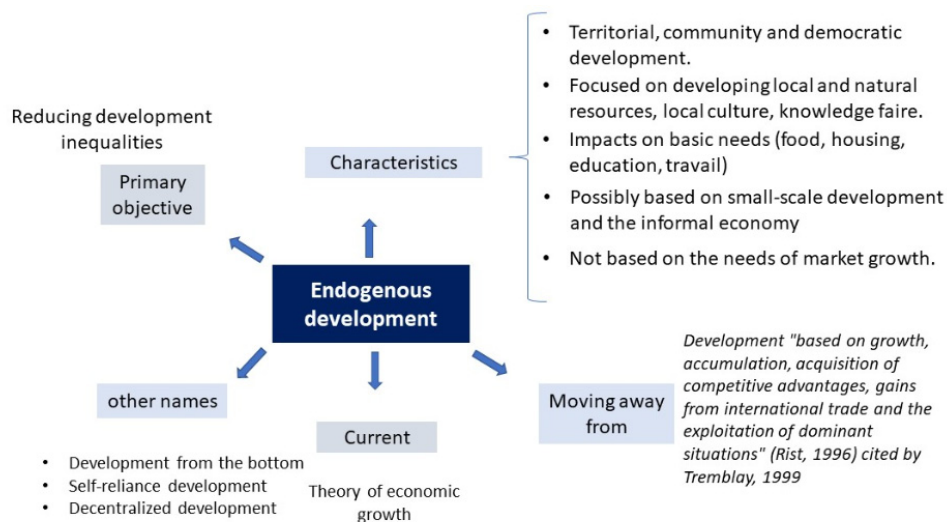 Reducing development
inequalities
Primary
objective
Characteristics
• Territorial, community and democratic
development.
• Focused on developing local and natural
resources, local culture, knowledge faire.
• Impacts on basic needs (food, housing,
education, travail)
• Possibly based on small-scale development
and the informal economy
• Not based on the needs of market growth.
Endogenous
development
other names
• Development from the bottom
• Self-reliance development
• Decentralized development
Current
Theory of economic
growth
Moving away
from
Development "based on growth,
accumulation, acquisition of
competitive advantages, gains
from international trade and the
exploitation of dominant
situations" (Rist, 1996) cited by
Tremblay, 1999